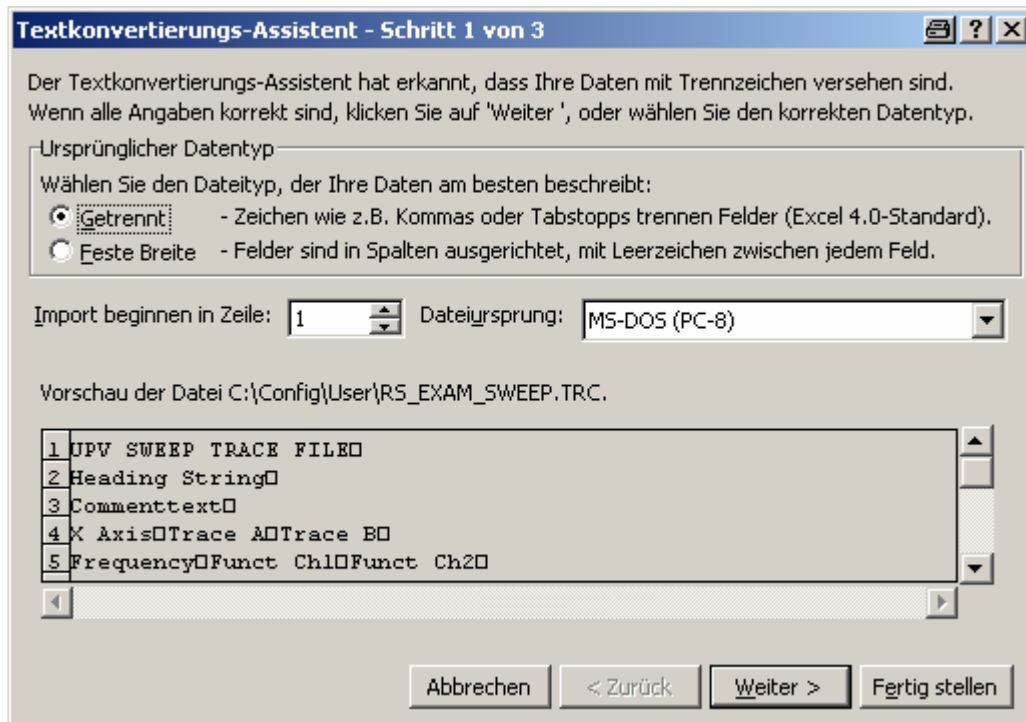 Textkonvertierungs-Assistent - Schritt 1 von 3
Der Textkonvertierungs-Assistent hat erkannt, dass Ihre Daten mit Trennzeichen versehen sind.
Wenn alle Angaben korrekt sind, klicken Sie auf 'Weiter ', oder wählen Sie den korrekten Datentyp.
Ursprünglicher Datentyp
Wählen Sie den Dateityp, der Ihre Daten am besten beschreibt:
Getrennt - Zeichen wie z.B. Kommas oder Tabstopps trennen Felder (Excel 4.0-Standard).
Feste Breite - Felder sind in Spalten ausgerichtet, mit Leerzeichen zwischen jedem Feld.
Import beginnen in Zeile: 1 Dateiursprung: MS-DOS (PC-8)
Vorschau der Datei C:\Config\User\RS_EXAM_SWEEP.TRC.
1 UPV SWEEP TRACE FILE□
2 Heading String□
3 Commenttext□
4 X Axis□Trace A□Trace B□
5 Frequency□Funct Ch1□Funct Ch2□
Abbrechen < Zurück Weiter > Fertig stellen